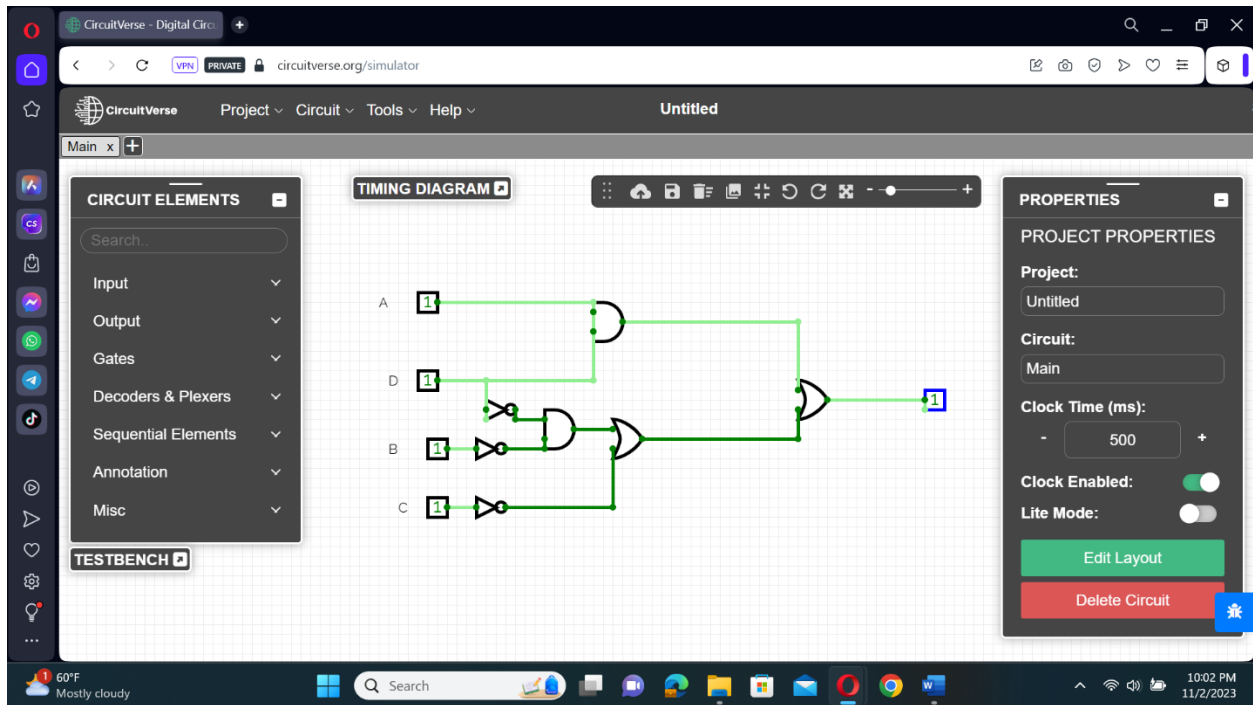 CircuitVerse - Digital Circu
VPN PRIVATE circuitverse.org/simulator
CircuitVerse Project Circuit Tools Help Untitled
Main x +
CIRCUIT ELEMENTS
Search..
Input
Output
Gates
Decoders & Plexers
Sequential Elements
Annotation
Misc
TESTBENCH
TIMING DIAGRAM
- +
A 1
D 1
B 1
C 1
1
PROPERTIES
PROJECT PROPERTIES
Project:
Untitled
Circuit:
Main
Clock Time (ms):
- 500 +
Clock Enabled:
Lite Mode:
Edit Layout
Delete Circuit
CS
1
60°F
Mostly cloudy
Search
10:02 PM
11/2/2023